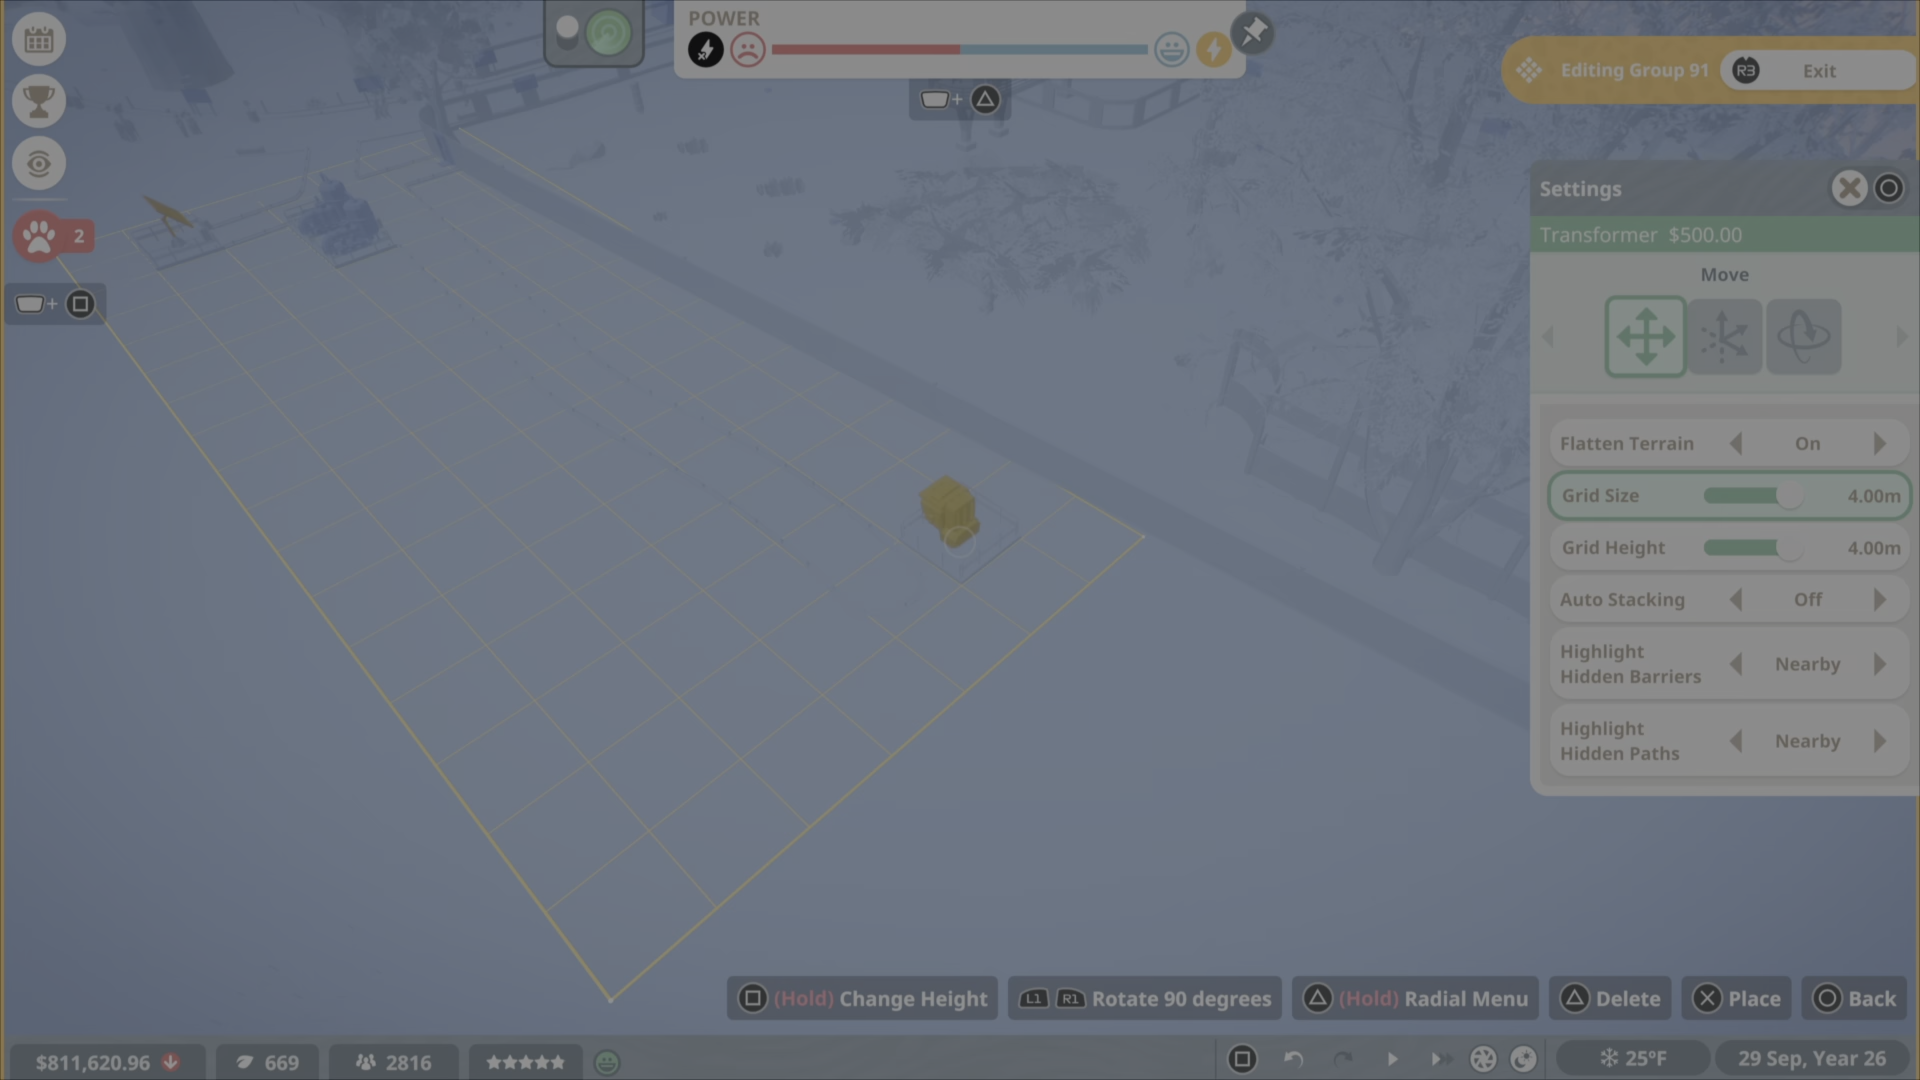 POWER
+
Editing Group 91
R3 Exit
Settings
2
Transformer $500.00
Move
+
Flatten Terrain On
Grid Size 4.00m
Grid Height 4.00m
Auto Stacking Off
Highlight
Hidden Barriers
Nearby
Highlight
Hidden Paths
Nearby
(Hold) Change Height
L1 R1 Rotate 90 degrees
(Hold) Radial Menu
Delete
Place
Back
$811,620.96
669
2816
25°F
29 Sep, Year 26